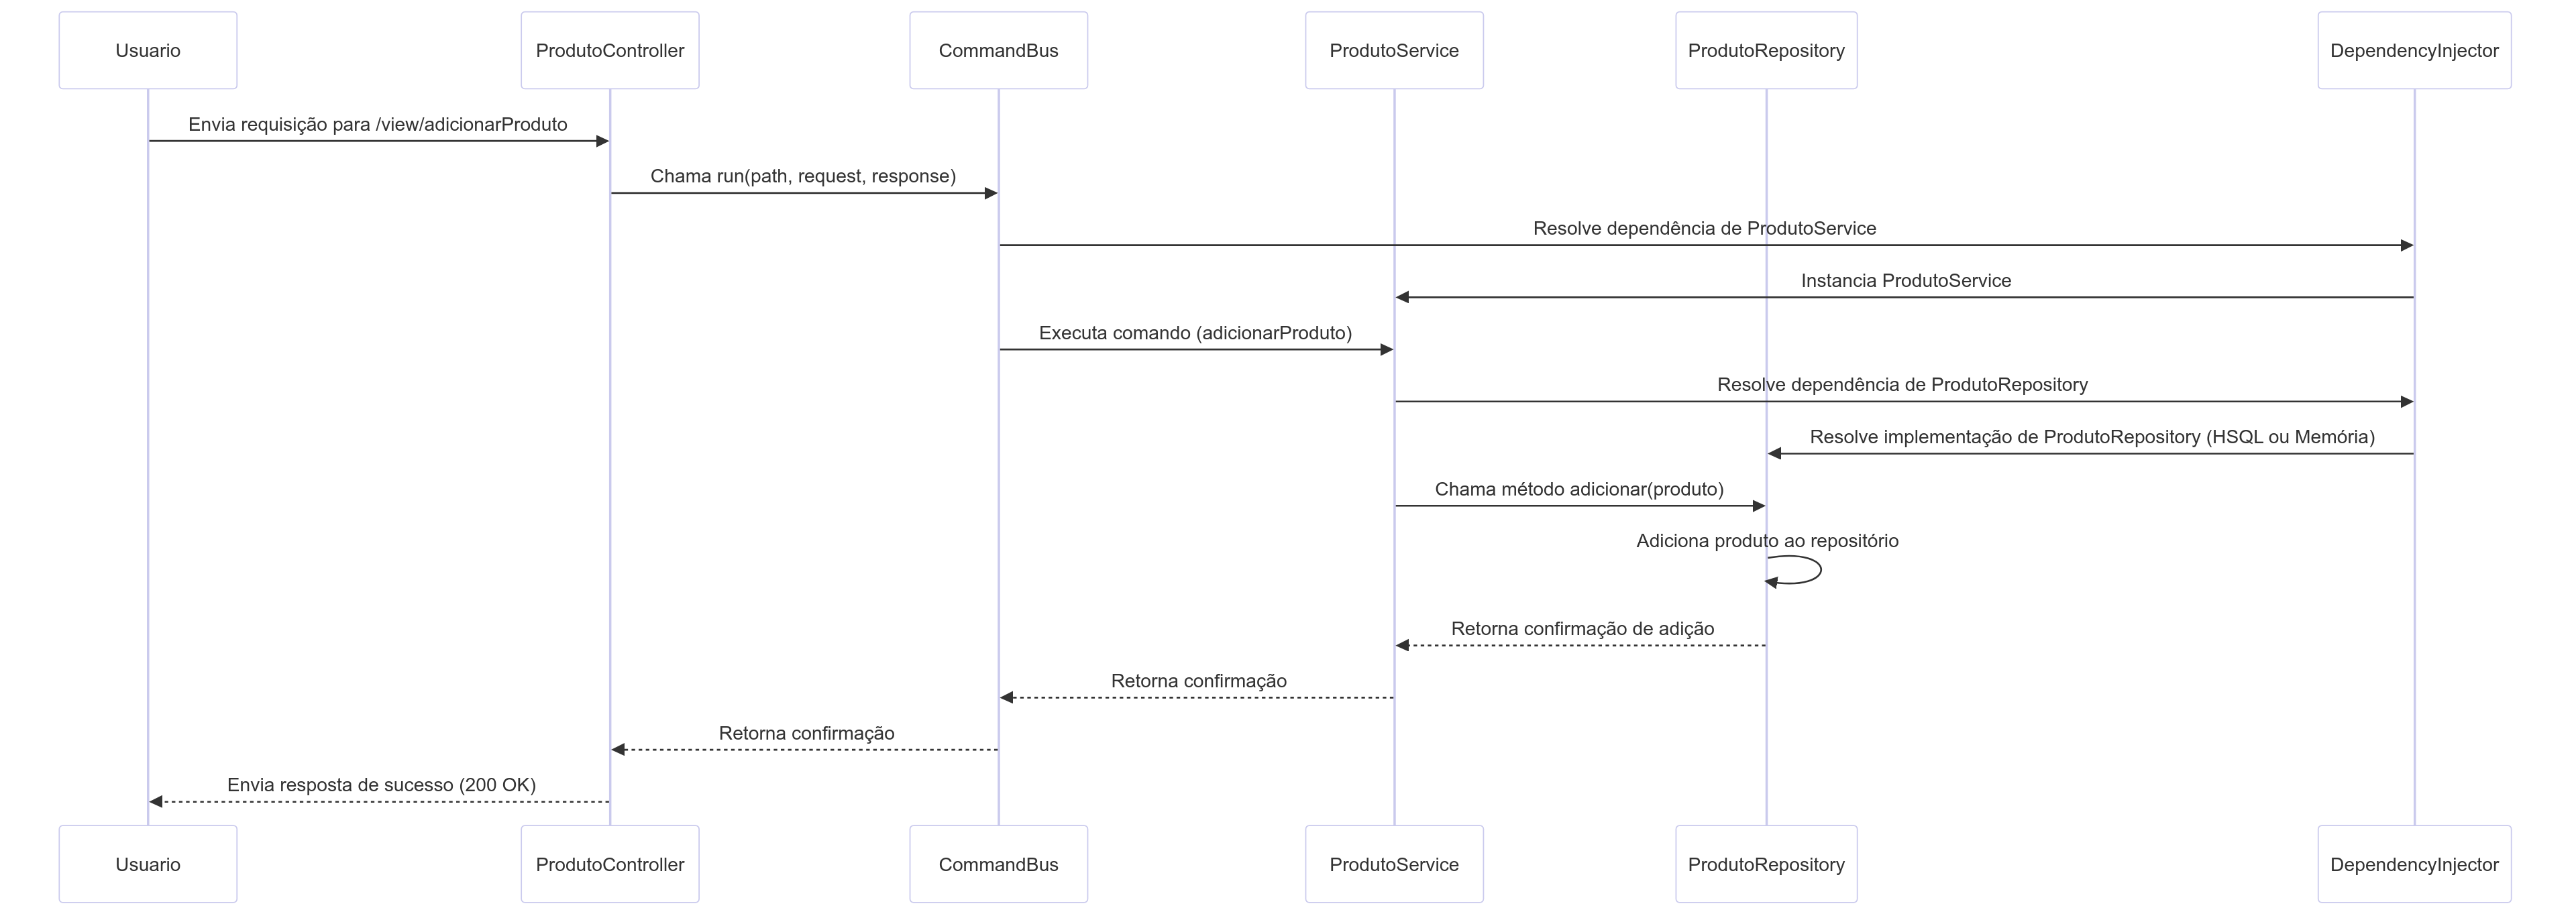 Usuario
ProdutoController
CommandBus
ProdutoService
ProdutoRepository
DependencyInjector
Envia requisição para /view/adicionarProduto
Chama run(path, request, response)
Resolve dependência de ProdutoService
Instancia ProdutoService
Executa comando (adicionarProduto)
Resolve dependência de ProdutoRepository
Resolve implementação de ProdutoRepository (HSQL ou Memória)
Chama método adicionar(produto)
Adiciona produto ao repositório
Retorna confirmação de adição
Retorna confirmação
Retorna confirmação
Envia resposta de sucesso (200 OK)
Usuario
ProdutoController
CommandBus
ProdutoService
ProdutoRepository
DependencyInjector